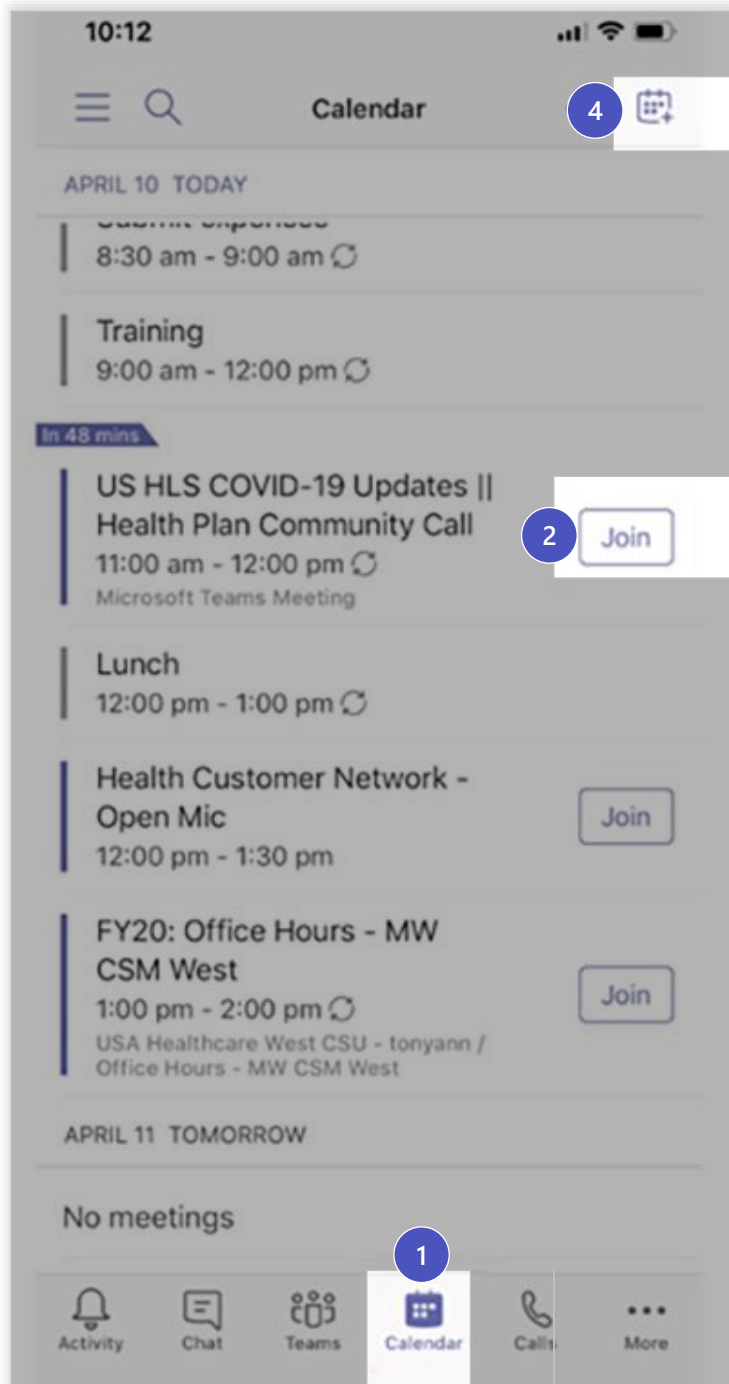 10:12
Calendar
4
APRIL 10 TODAY
Submit expenses
8:30 am - 9:00 am
Training
9:00 am - 12:00 pm
In 48 mins
US HLS COVID-19 Updates ||
Health Plan Community Call
2
Join
11:00 am - 12:00 pm
Microsoft Teams Meeting
Lunch
12:00 pm - 1:00 pm
Health Customer Network -
Open Mic
Join
12:00 pm - 1:30 pm
FY20: Office Hours - MW
CSM West
Join
1:00 pm - 2:00 pm
USA Healthcare West CSU - tonyann /
Office Hours - MW CSM West
APRIL 11 TOMORROW
No meetings
1
Activity Chat Teams Calendar Calls More